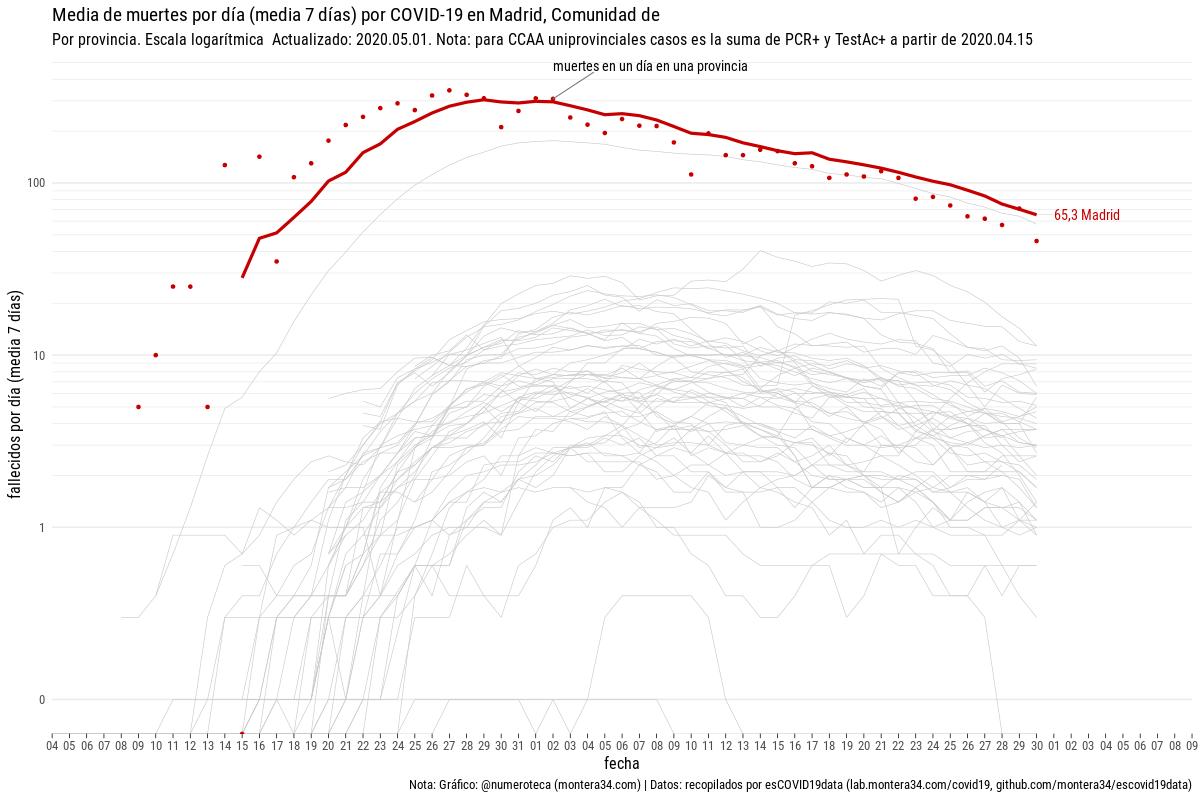 Media de muertes por día (media 7 días) por COVID-19 en Madrid, Comunidad de
Por provincia. Escala logarítmica  Actualizado: 2020.05.01. Nota: para CCAA uniprovinciales casos es la suma de PCR+ y TestAc+ a partir de 2020.04.15
muertes en un día en una provincia
fallecidos por día (media 7 días)
100
10
1
0
65,3 Madrid
04 05 06 07 08 09 10 11 12 13 14 15 16 17 18 19 20 21 22 23 24 25 26 27 28 29 30 31 01 02 03 04 05 06 07 08 09 10 11 12 13 14 15 16 17 18 19 20 21 22 23 24 25 26 27 28 29 30 01 02 03 04 05 06 07 08 09
fecha
Nota: Gráfico: @numeroteca (montera34.com) | Datos: recopilados por esCOVID19data (lab.montera34.com/covid19, github.com/montera34/escovid19data)